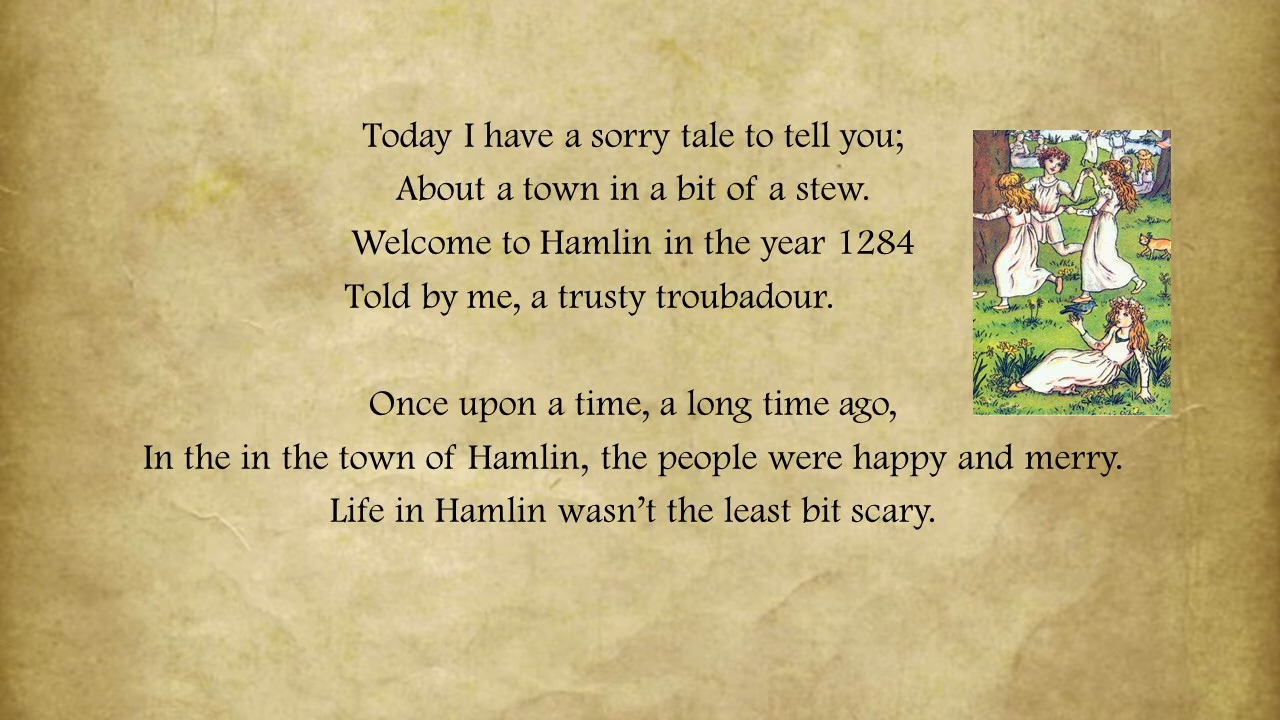 Today I have a sorry tale to tell you;
About a town in a bit of a stew.
Welcome to Hamlin in the year 1284
Told by me, a trusty troubadour.
Once upon a time, a long time ago,
In the in the town of Hamlin, the people were happy and merry.
Life in Hamlin wasn’t the least bit scary.